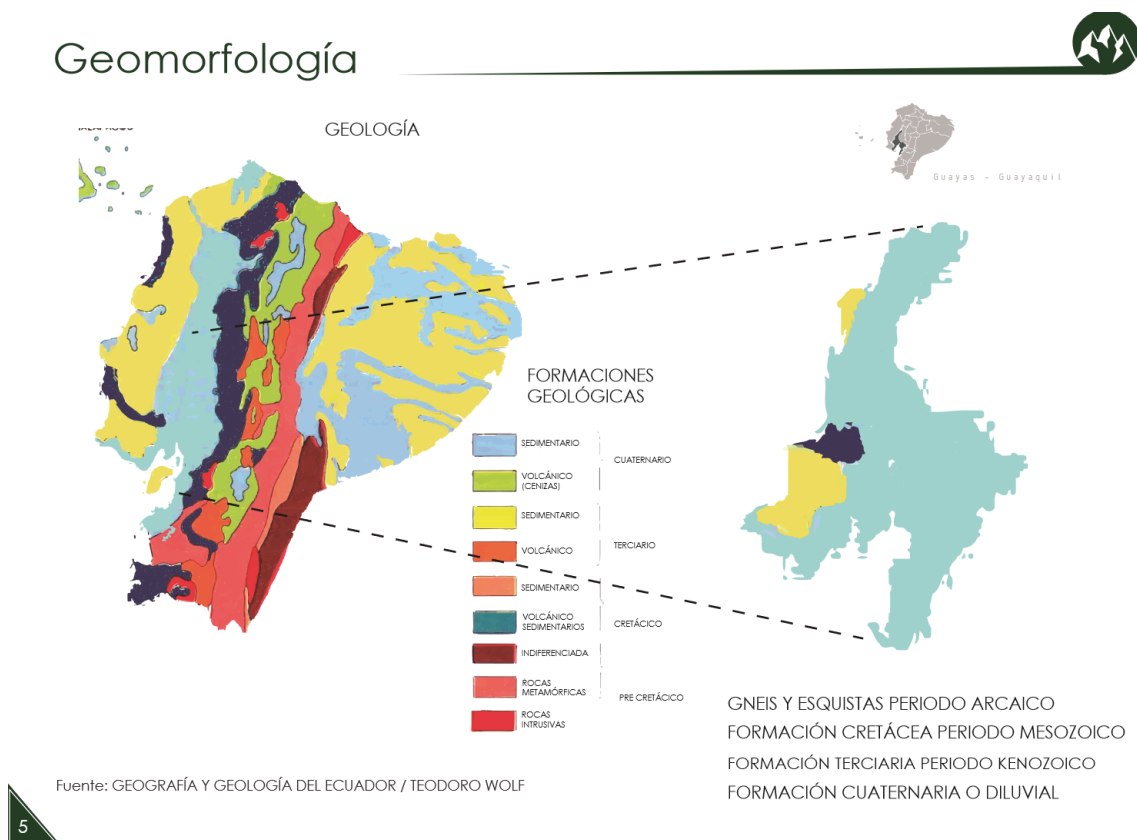 Geomorfología
GEOLOGÍA
Guayas - Guayaquil
FORMACIONES
GEOLÓGICAS
SEDIMENTARIO
CUATERNARIO
VOLCÁNICO
(CENIZAS)
SEDIMENTARIO
TERCIARIO
VOLCÁNICO
SEDIMENTARIO
VOLCÁNICO
SEDIMENTARIOS
CRETÁCICO
INDIFERENCIADA
ROCAS
METAMÓRFICAS
PRE CRETÁCICO
ROCAS
INTRUSIVAS
GNEIS Y ESQUISTAS PERIODO ARCAICO
FORMACIÓN CRETÁCEA PERIODO MESOZOICO
FORMACIÓN TERCIARIA PERIODO KENOZOICO
FORMACIÓN CUATERNARIA O DILUVIAL
Fuente: GEOGRAFÍA Y GEOLOGÍA DEL ECUADOR / TEODORO WOLF
5